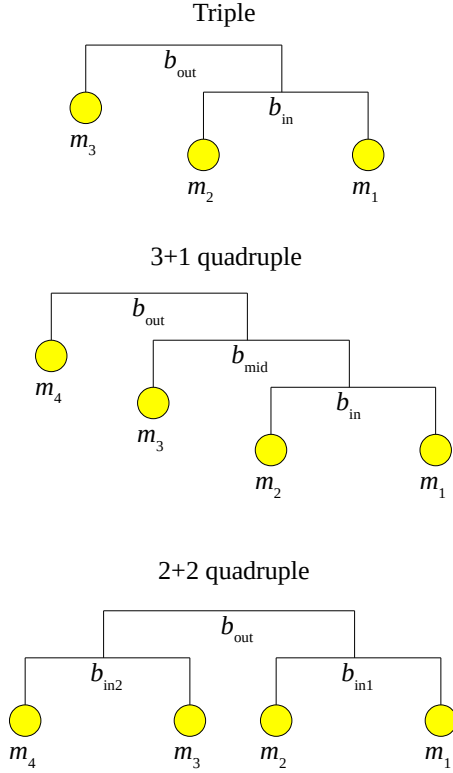 Triple
b_out
b_in
m_3
m_2
m_1
3+1 quadruple
b_out
b_mid
m_4
b_in
m_3
m_2
m_1
2+2 quadruple
b_out
b_in2
b_in1
m_4
m_3
m_2
m_1